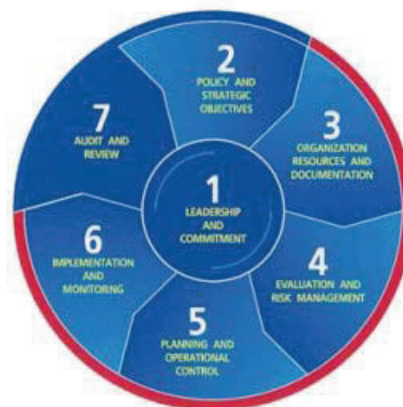 1
LEADERSHIP
AND
COMMITMENT
2
POLICY AND
STRATEGIC
OBJECTIVES
3
ORGANIZATION
RESOURCES AND
DOCUMENTATION
4
EVALUATION AND
RISK MANAGEMENT
5
PLANNING AND
OPERATIONAL
CONTROL
6
IMPLEMENTATION
AND
MONITORING
7
AUDIT AND
REVIEW